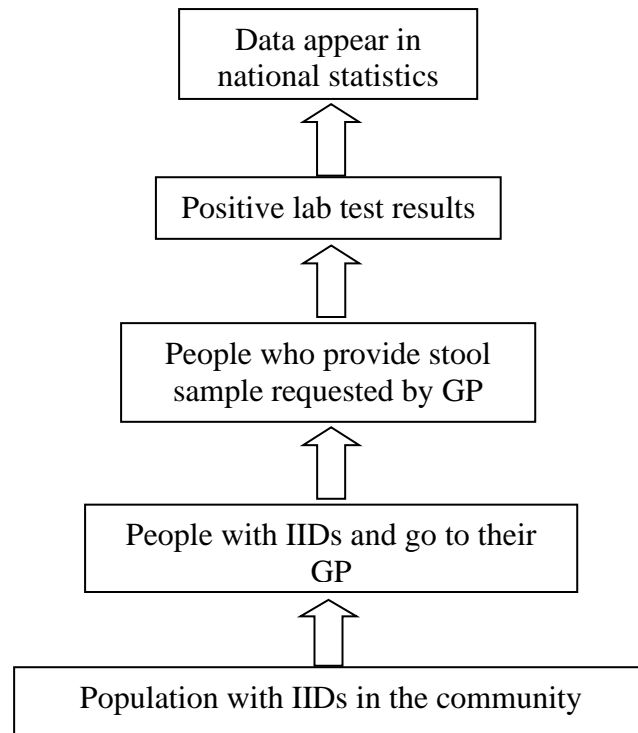 Data appear in
national statistics
Positive lab test results
People who provide stool
sample requested by GP
People with IIDs and go to their
GP
Population with IIDs in the community